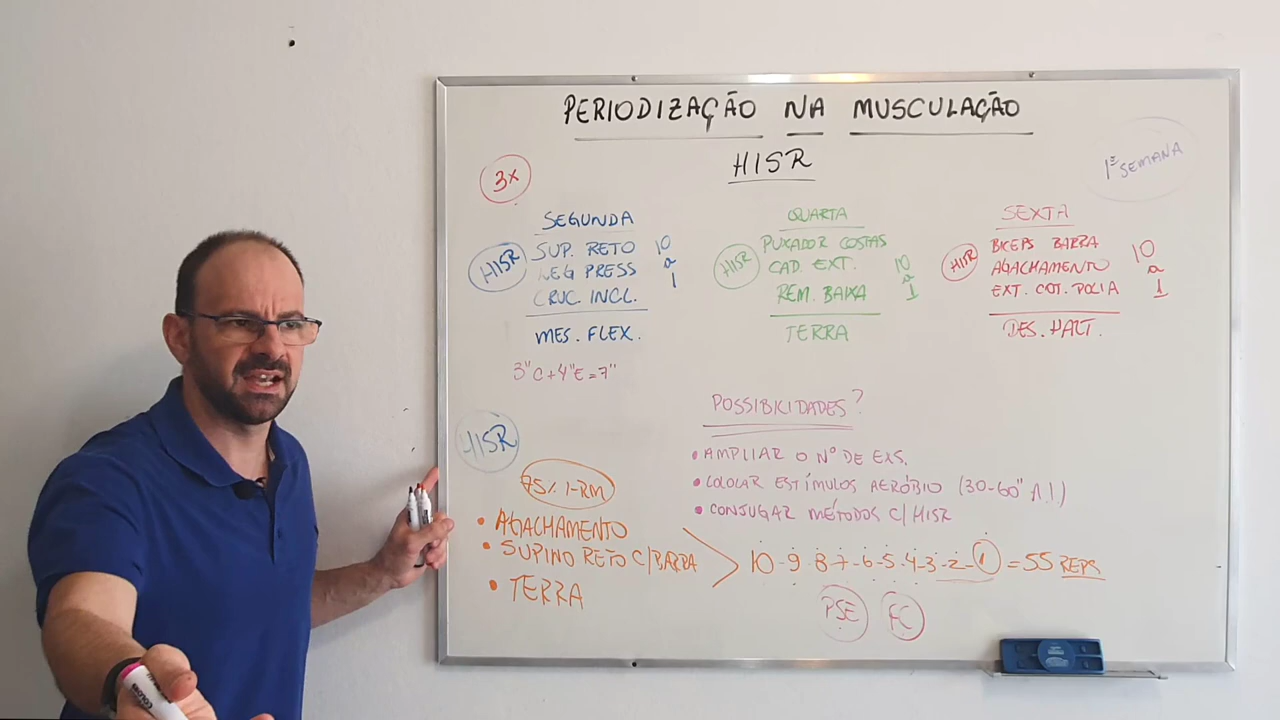 PERIODIZAÇÃO NA MUSCULAÇÃO
HISR
3x
1ª SEMANA
SEGUNDA
HISR
SUP. RETO 10
LEG PRESS a
CRUC. INCL. 1
MES. FLEX.
3"C+4"E=7"
QUARTA
HISR
PUXADOR COSTAS
CAD. EXT. 10
a
REM. BAIXA 1
TERRA
SEXTA
HISR
BICEPS BARRA 10
AGACHAMENTO a
EXT. COT. POLIA 1
DES. HALT.
HISR
75% 1-RM
• AGACHAMENTO
• SUPINO RETO C/BARRA
• TERRA
POSSIBILIDADES?
• AMPLIAR O Nº DE EXS.
• COLOCAR ESTÍMULOS AERÓBIO (30-60" A.I)
• CONJUGAR MÉTODOS C/HISR
10-9-8-7-6-5-4-3-2-1 = 55 REPS
PSE FC